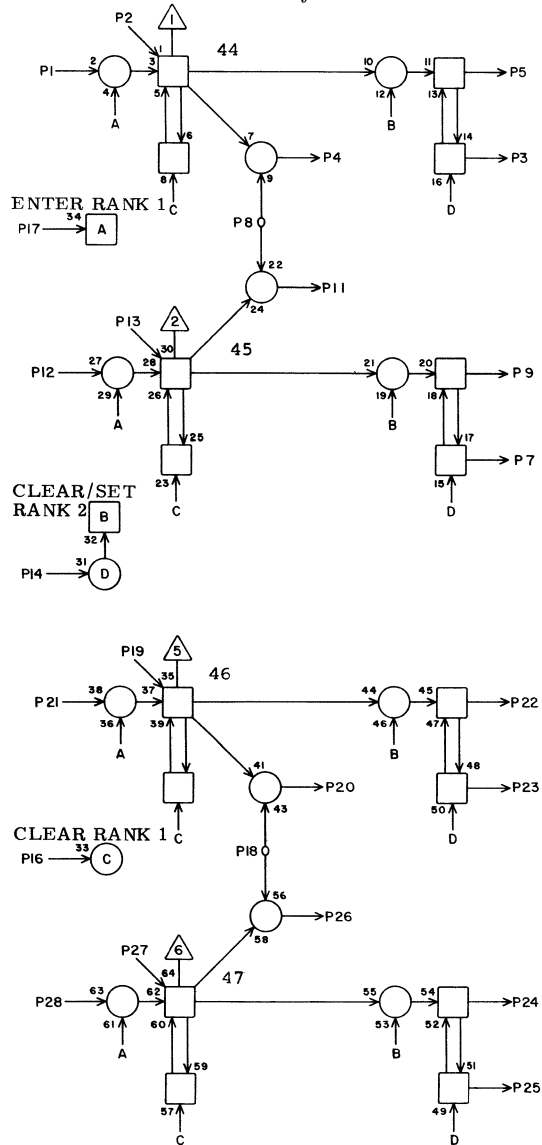 1
P2
1
44
P1 2 3 10 11 P5
4 5 12 13
A B
6 7 14
8 9 P4 16 P3
C D
ENTER RANK 1
34
P17 A
P8
22
P11
24
2
P13
30
45
P12 27 28 21 20 P9
29 26 19 18
A B
25 17
23 15 P7
C D
CLEAR/SET
RANK 2 B
32
31
P14 D
5
P19
35
46
P21 38 37 44 45 P22
36 39 46 47
A B
41 48
43 P20 50 P23
C D
CLEAR RANK 1
33
P16 C
P18
56
P26
58
6
P27
64
47
P28 63 62 55 54 P24
61 60 53 52
A B
59 51
57 49 P25
C D